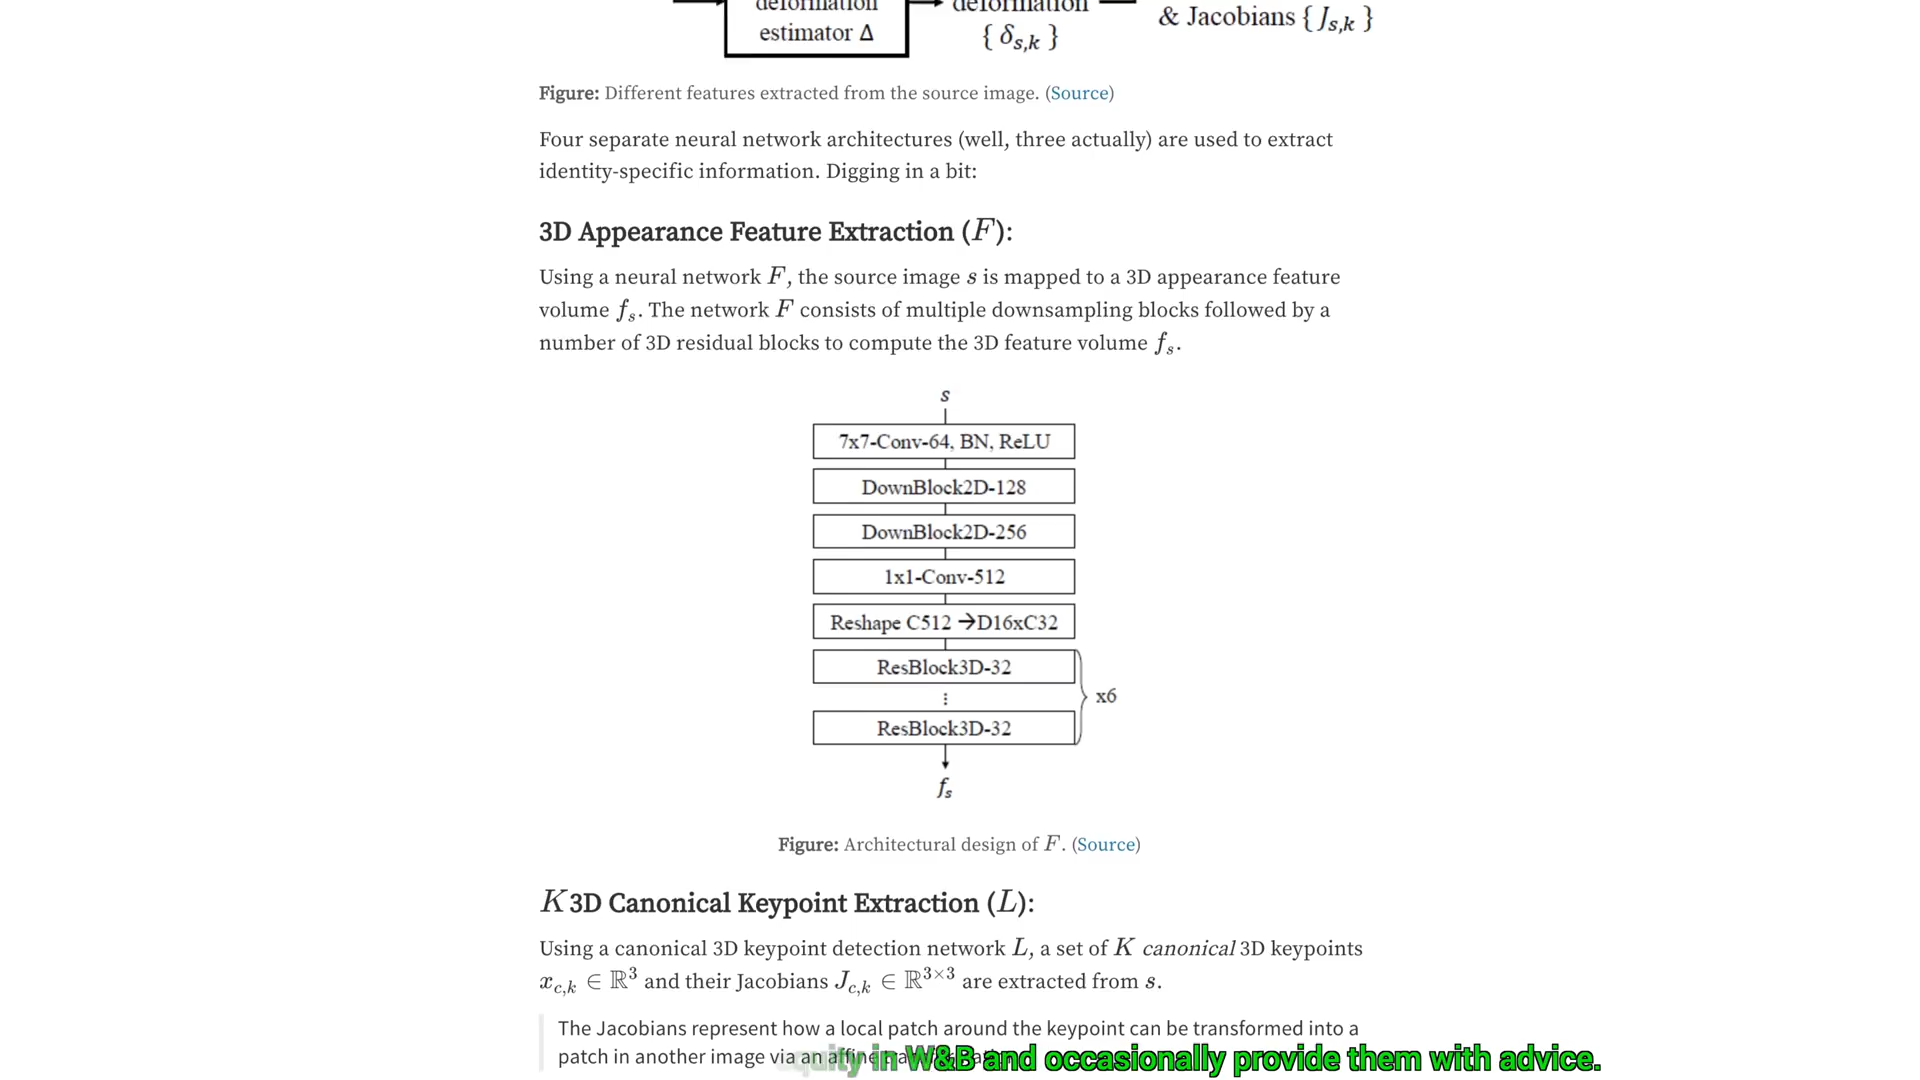 deformation
estimator Δ
deformation
{ δs,k }
& Jacobians { Js,k }
Figure: Different features extracted from the source image. (Source)
Four separate neural network architectures (well, three actually) are used to extract
identity-specific information. Digging in a bit:
3D Appearance Feature Extraction (F):
Using a neural network F, the source image s is mapped to a 3D appearance feature
volume fs. The network F consists of multiple downsampling blocks followed by a
number of 3D residual blocks to compute the 3D feature volume fs.
s
7x7-Conv-64, BN, ReLU
DownBlock2D-128
DownBlock2D-256
1x1-Conv-512
Reshape C512 →D16xC32
ResBlock3D-32
⋮
x6
ResBlock3D-32
fs
Figure: Architectural design of F. (Source)
K 3D Canonical Keypoint Extraction (L):
Using a canonical 3D keypoint detection network L, a set of K canonical 3D keypoints
xc,k ∈ ℝ³ and their Jacobians Jc,k ∈ ℝ³ˣ³ are extracted from s.
The Jacobians represent how a local patch around the keypoint can be transformed into a
patch in another image via an
in W&B and occasionally provide them with advice.